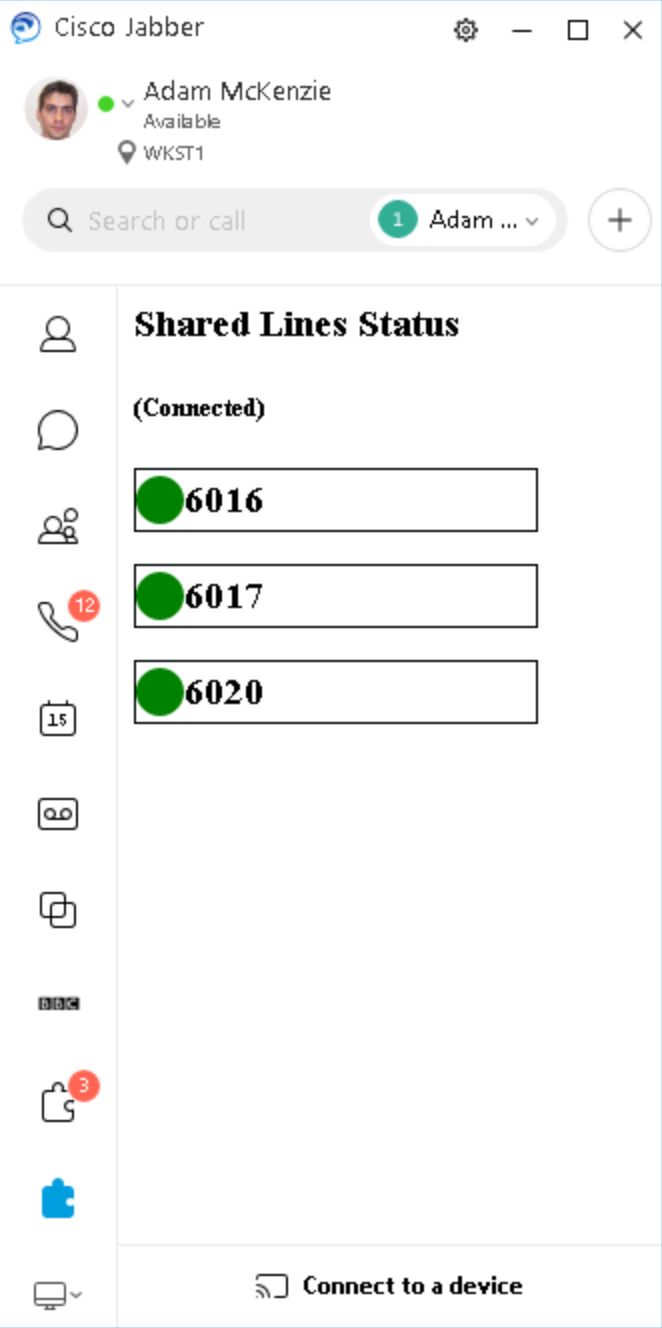 Cisco Jabber
Adam McKenzie
Available
WKST1
Search or call
1 Adam ...
Shared Lines Status
(Connected)
6016
6017
6020
12
15
BBC
3
Connect to a device